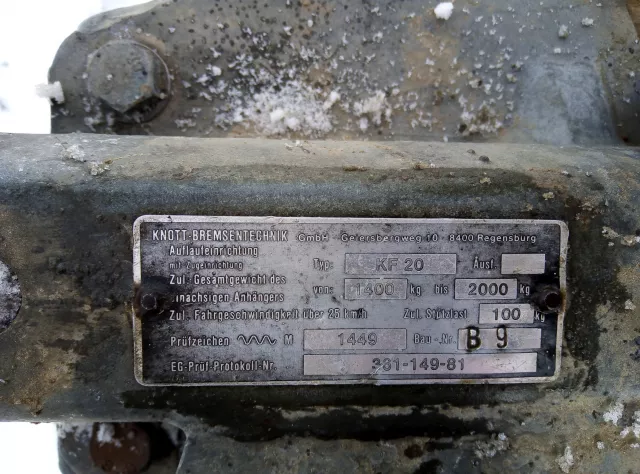 KNOTT-BREMSENTECHNIK GmbH - Geiersbergweg 10 - 8400 Regensburg
Auflaufeinrichtung
mit Zugeinrichtung Typ: KF 20 Ausf.
Zul. Gesamtgewicht des von: 1400 kg bis 2000 kg
einachsigen Anhängers
Zul. Fahrgeschwindigkeit über 25 km/h Zul. Stützlast 100 kg
Prüfzeichen M 1449 Bau-Nr. B 9
EG-Prüf-Protokoll-Nr. 381-149-81